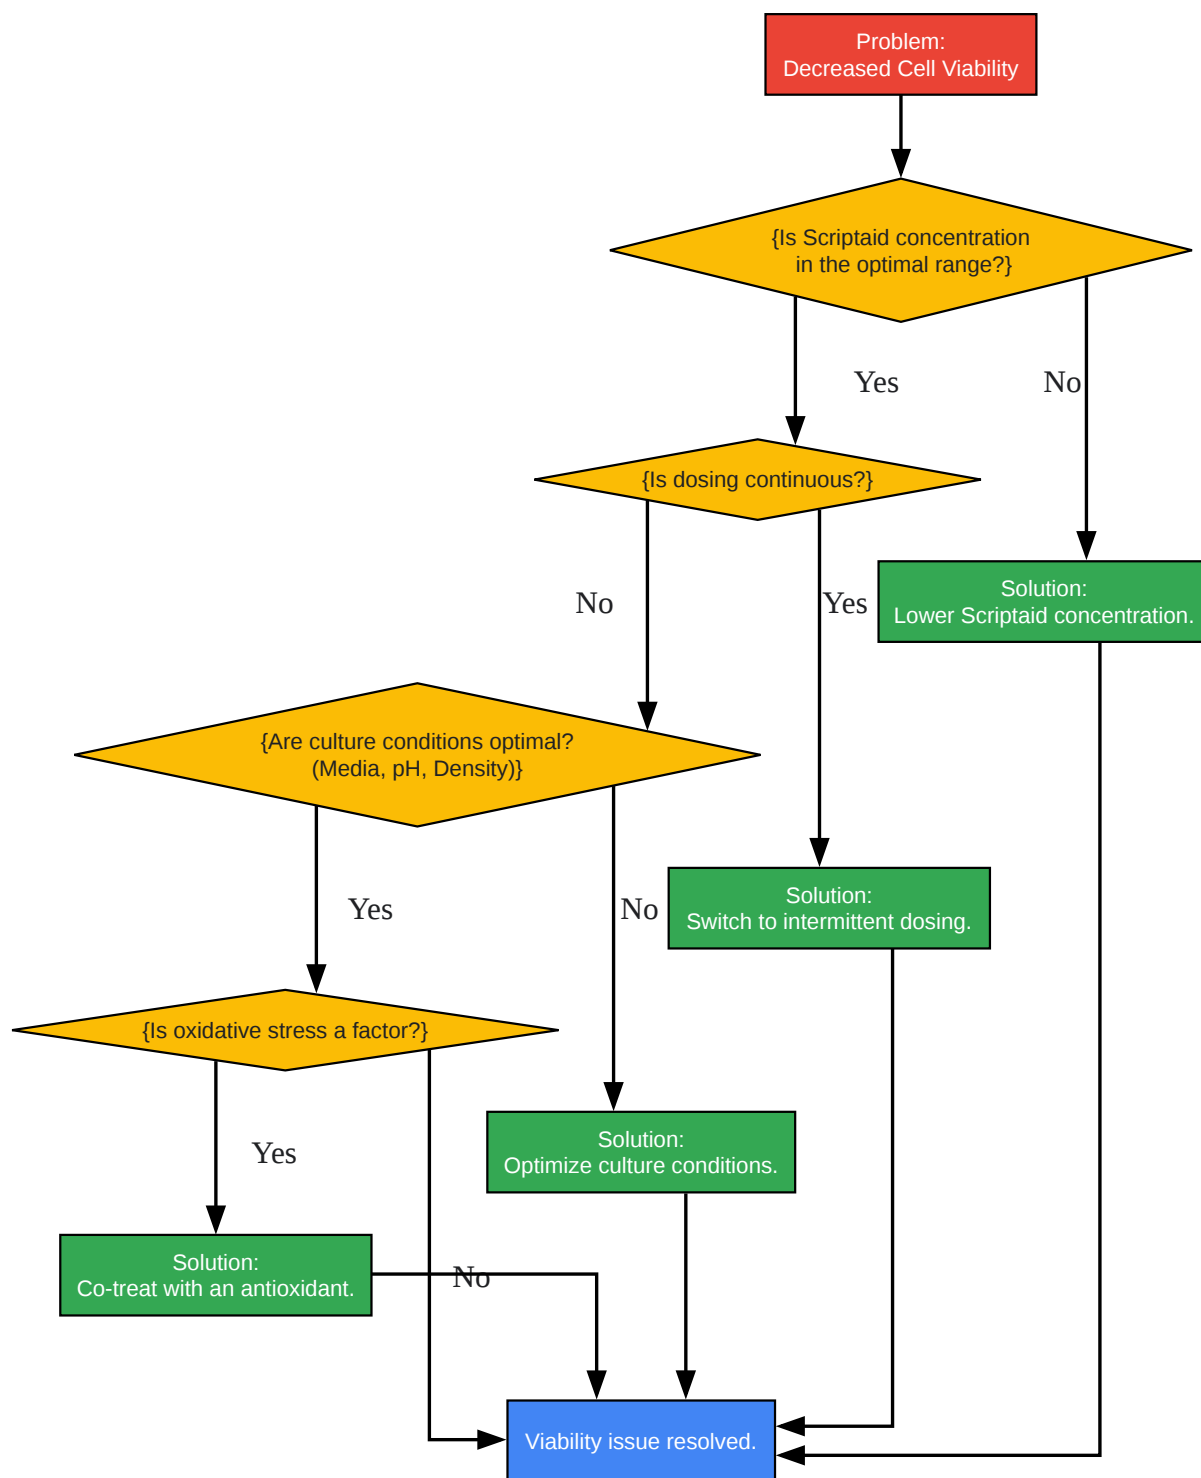 Problem:
Decreased Cell Viability
{Is Scriptaid concentration
in the optimal range?}
Yes
No
{Is dosing continuous?}
Solution:
Lower Scriptaid concentration.
No
Yes
{Are culture conditions optimal?
(Media, pH, Density)}
Solution:
Switch to intermittent dosing.
Yes
No
{Is oxidative stress a factor?}
Solution:
Optimize culture conditions.
Yes
Solution:
Co-treat with an antioxidant.
No
Viability issue resolved.